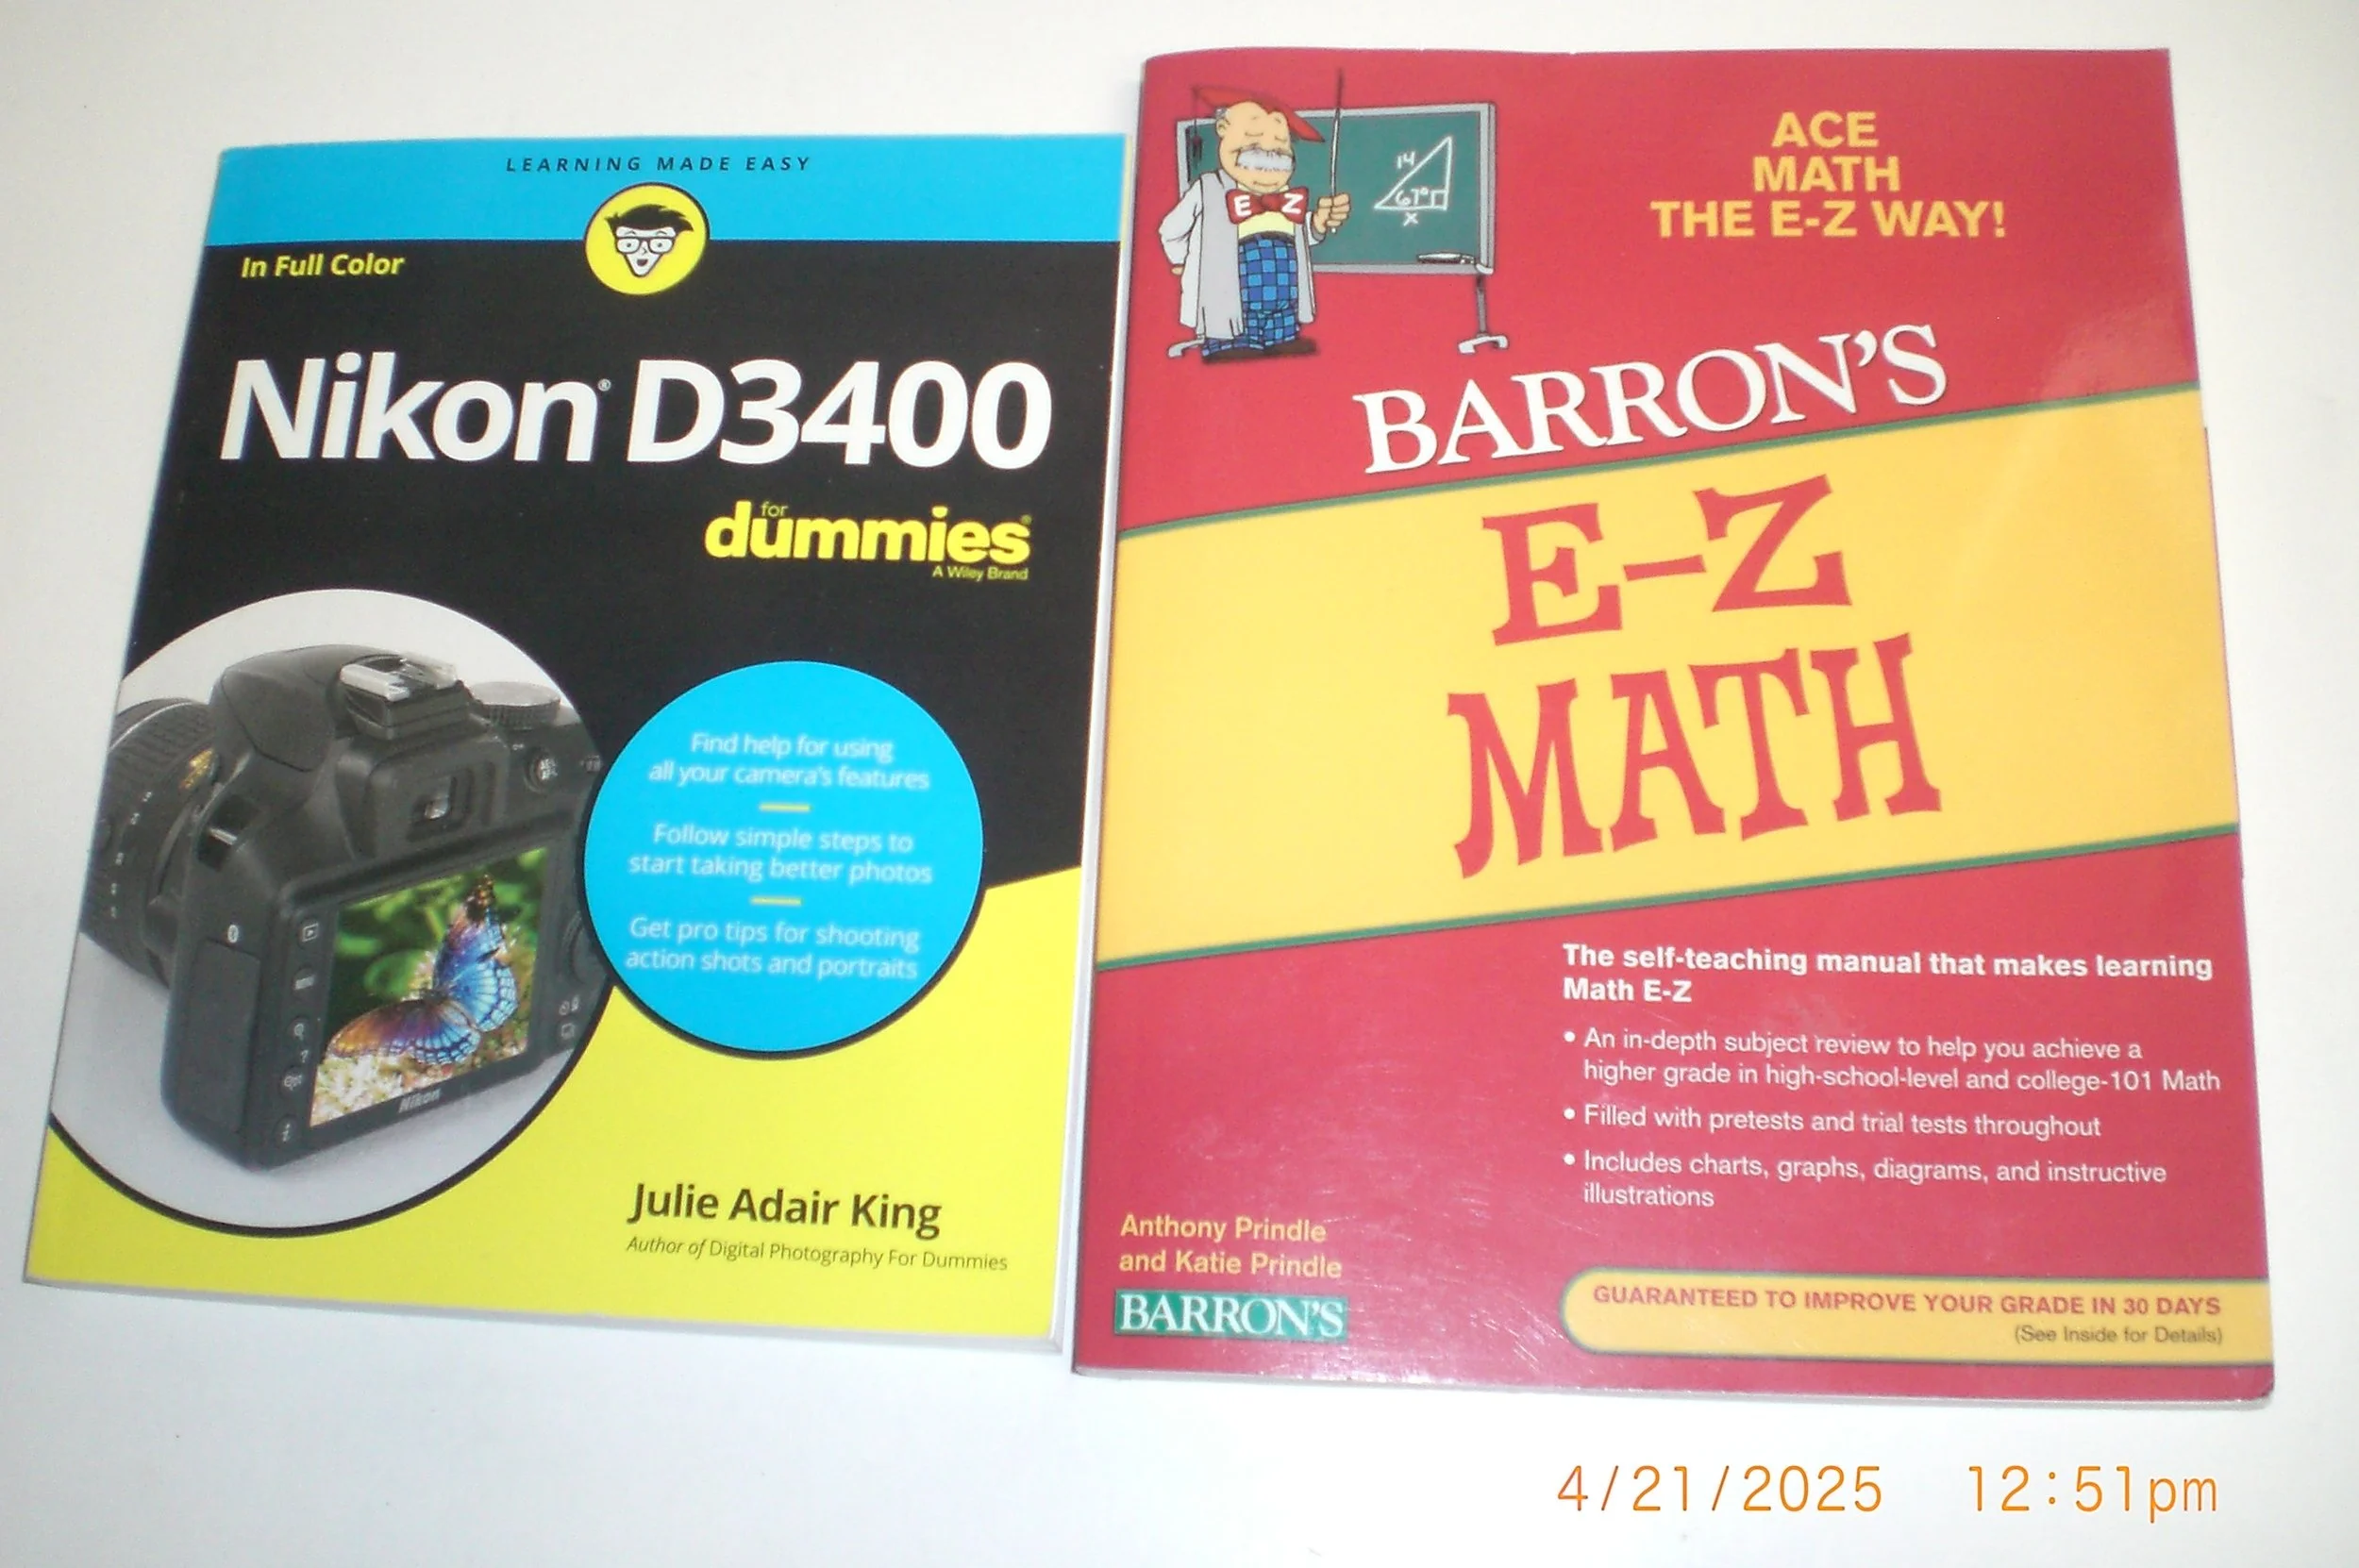 LEARNING MADE EASY
In Full Color
Nikon® D3400
for
dummies®
A Wiley Brand
Find help for using
all your camera's features
Follow simple steps to
start taking better photos
Get pro tips for shooting
action shots and portraits
Nikon
Julie Adair King
Author of Digital Photography For Dummies
ACE
MATH
THE E-Z WAY!
E Z
14
67°
x
BARRON'S
E-Z
MATH
The self-teaching manual that makes learning
Math E-Z
• An in-depth subject review to help you achieve a
higher grade in high-school-level and college-101 Math
• Filled with pretests and trial tests throughout
• Includes charts, graphs, diagrams, and instructive
illustrations
Anthony Prindle
and Katie Prindle
BARRON'S
GUARANTEED TO IMPROVE YOUR GRADE IN 30 DAYS
(See Inside for Details)
4/21/2025 12:51pm